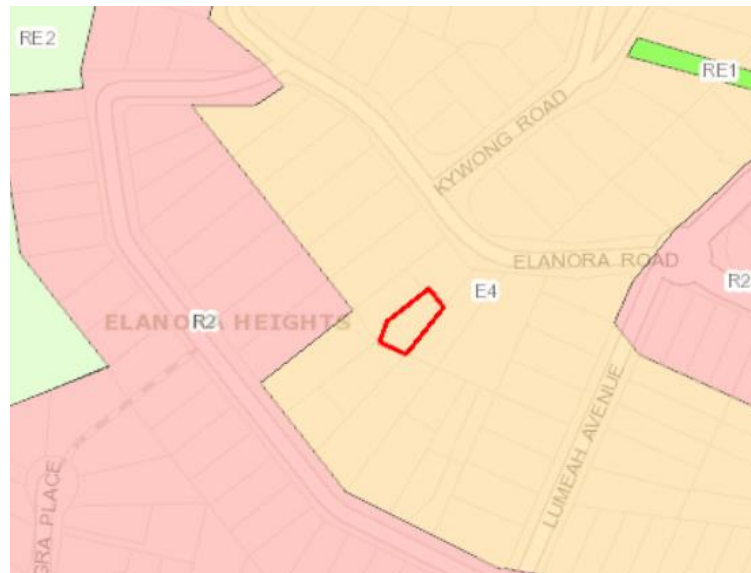 RE2
RE1
KYWONG ROAD
ELANORA ROAD
R2
E4
ELANORA HEIGHTS
R2
LUMEAH AVENUE
GRA PLACE